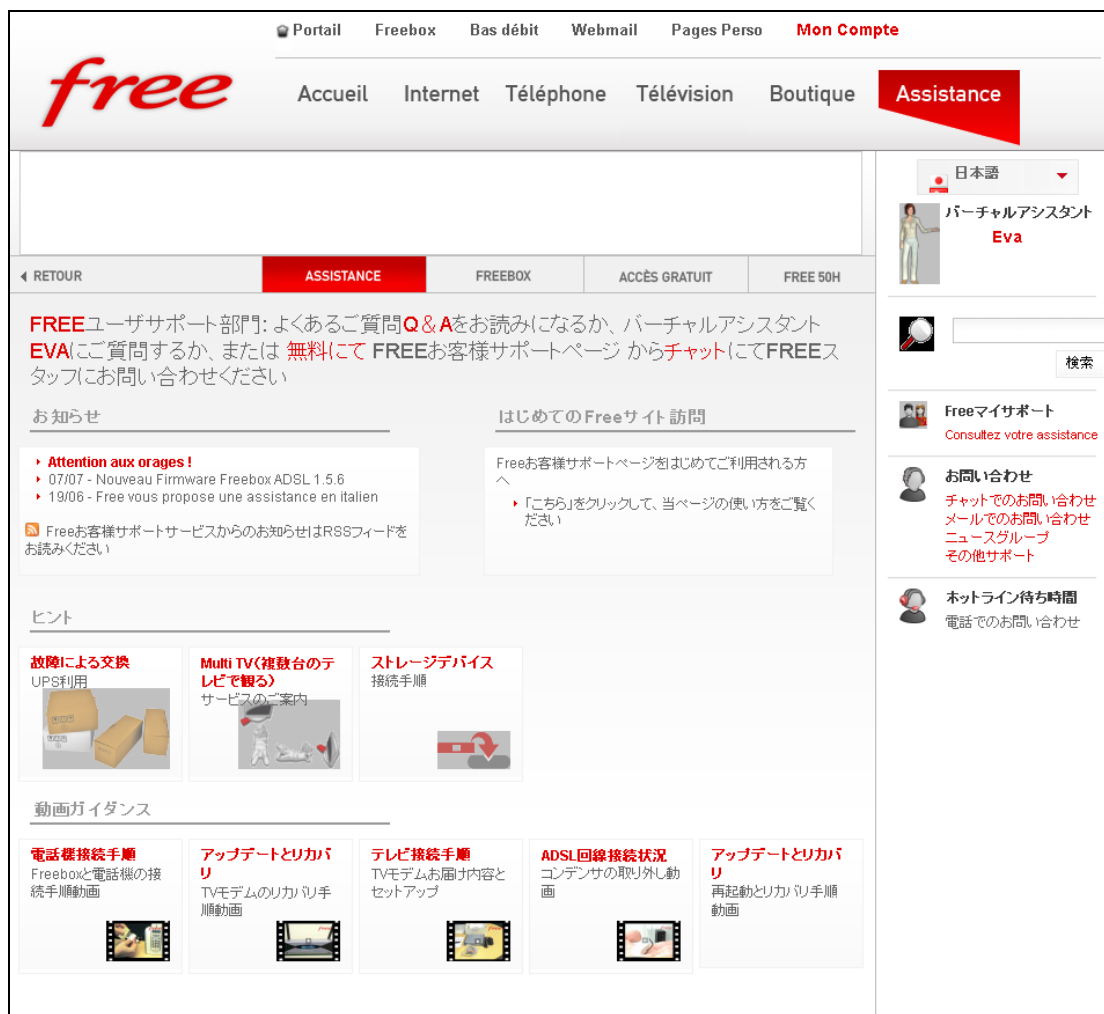 Portail Freebox Bas débit Webmail Pages Perso Mon Compte
free
Accueil Internet Téléphone Télévision Boutique Assistance
日本語
バーチャルアシスタント
Eva
RETOUR ASSISTANCE FREEBOX ACCÈS GRATUIT FREE 50H
FREEユーザサポート部門: よくあるご質問Q&Aをお読みになるか、バーチャルアシスタント
EVAにご質問するか、または 無料にて FREEお客様サポートページ からチャットにてFREEス
タッフにお問い合わせください
検索
お知らせ
Attention aux orages !
07/07 - Nouveau Firmware Freebox ADSL 1.5.6
19/06 - Free vous propose une assistance en italien
Freeお客様サポートサービスからのお知らせはRSSフィードを
お読みください
はじめてのFreeサイト訪問
Freeお客様サポートページをはじめてご利用される方
へ
「こちら」をクリックして、当ページの使い方をご覧く
ださい
Freeマイサポート
Consultez votre assistance
お問い合わせ
チャットでのお問い合わせ
メールでのお問い合わせ
ニュースグループ
その他サポート
ホットライン待ち時間
電話でのお問い合わせ
ヒント
故障による交換
UPS利用
Multi TV(複数台のテ
レビで観る)
サービスのご案内
ストレージデバイス
接続手順
動画ガイダンス
電話機接続手順
Freeboxと電話機の接
続手順動画
アップデートとリカバ
リ
TVモデムのリカバリ手
順動画
テレビ接続手順
TVモデムお届け内容と
セットアップ
ADSL回線接続状況
コンデンサの取り外し動
画
アップデートとリカバ
リ
再起動とリカバリ手順
動画